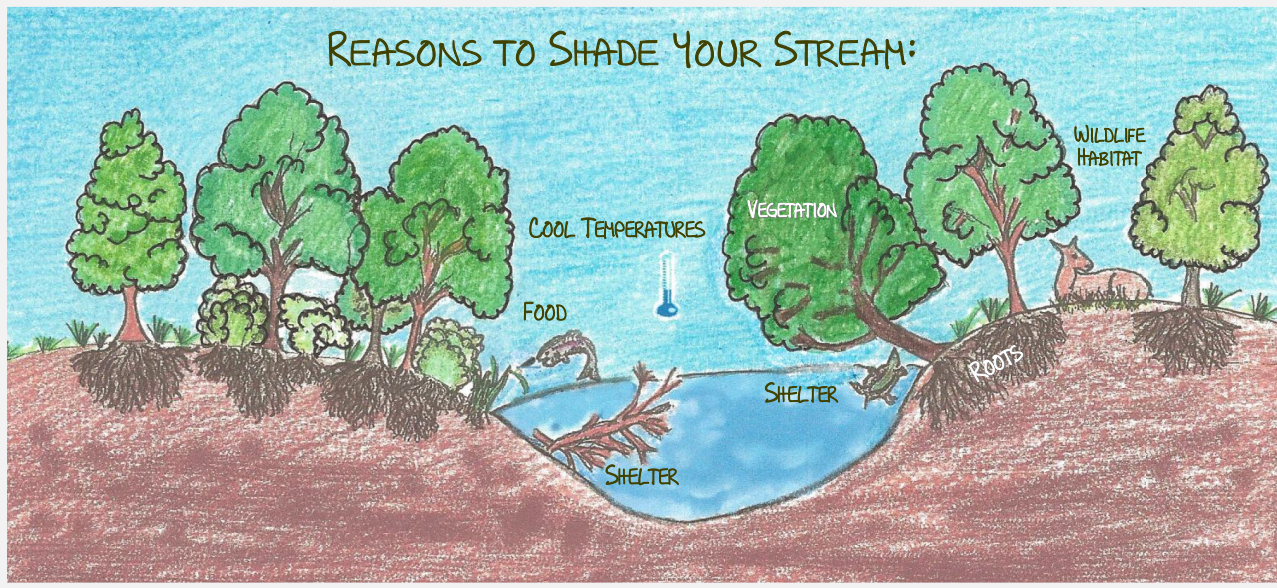 Reasons to Shade Your Stream:
Wildlife
Habitat
Vegetation
Cool Temperatures
Food
Roots
Shelter
Shelter